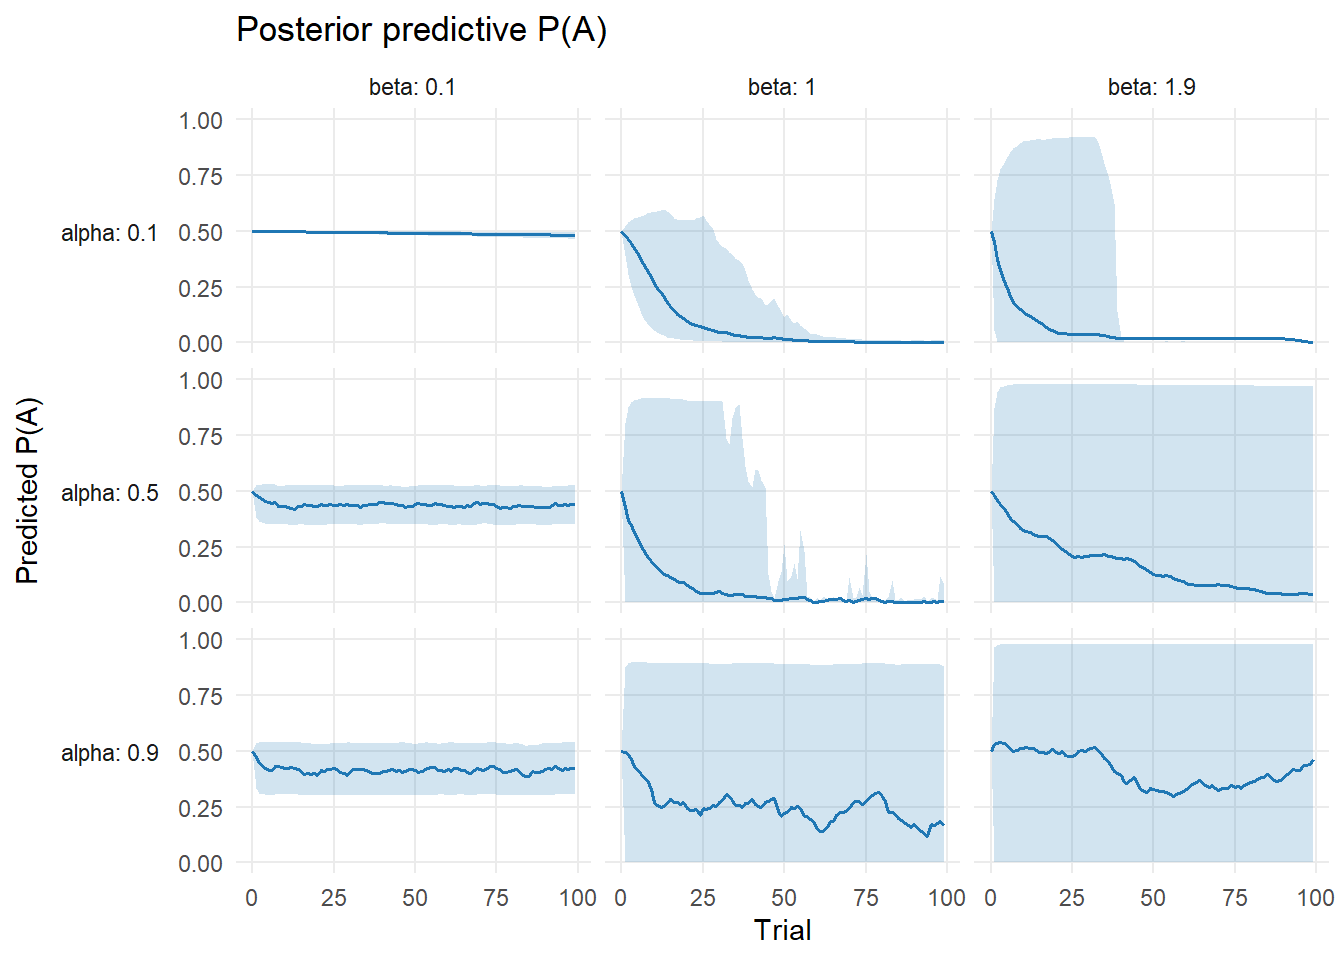 Posterior predictive P(A)
beta: 0.1 beta: 1 beta: 1.9
1.00
0.75
alpha: 0.1 0.50
0.25
0.00
1.00
0.75
alpha: 0.5 0.50
0.25
0.00
1.00
0.75
alpha: 0.9 0.50
0.25
0.00
Predicted P(A)
0 25 50 75 100 0 25 50 75 100 0 25 50 75 100
Trial